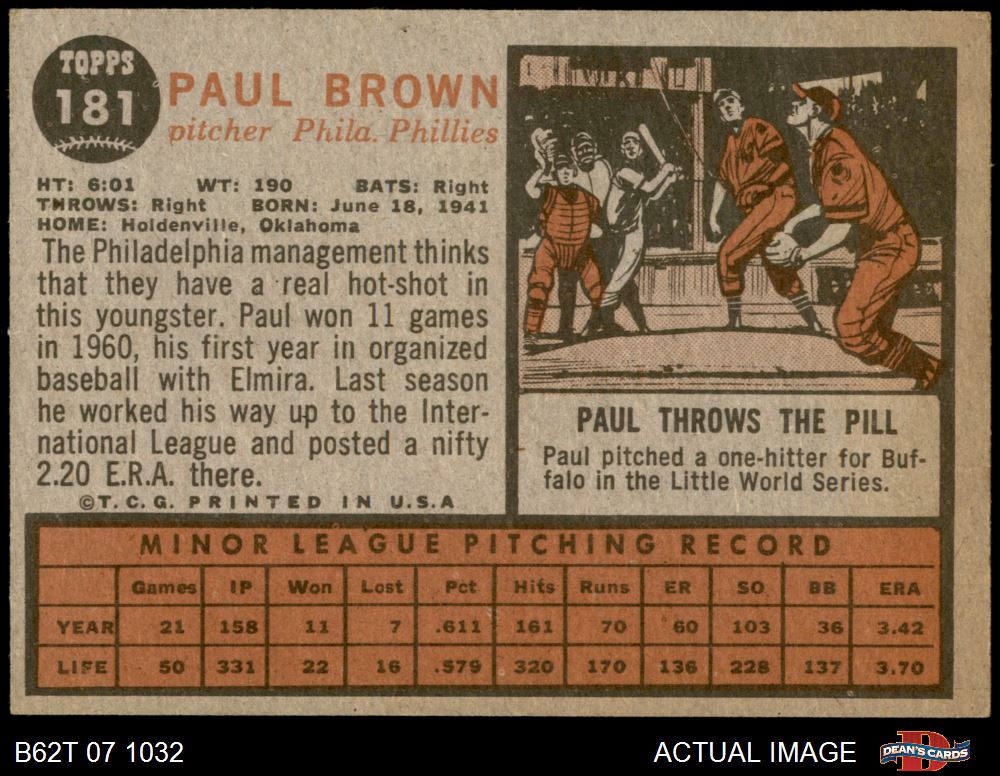 TOPPS
181
PAUL BROWN
pitcher Phila. Phillies
HT: 6:01 WT: 190 BATS: Right
THROWS: Right BORN: June 18, 1941
HOME: Holdenville, Oklahoma
The Philadelphia management thinks
that they have a real hot-shot in
this youngster. Paul won 11 games
in 1960, his first year in organized
baseball with Elmira. Last season
he worked his way up to the Inter-
national League and posted a nifty
2.20 E.R.A. there.
©T.C.G. PRINTED IN U.S.A
PAUL THROWS THE PILL
Paul pitched a one-hitter for Buf-
falo in the Little World Series.
MINOR LEAGUE PITCHING RECORD
Games IP Won Lost Pct Hits Runs ER SO BB ERA
YEAR 21 158 11 7 .611 161 70 60 103 36 3.42
LIFE 50 331 22 16 .579 320 170 136 228 137 3.70
B62T 07 1032 ACTUAL IMAGE DEAN'S CARDS